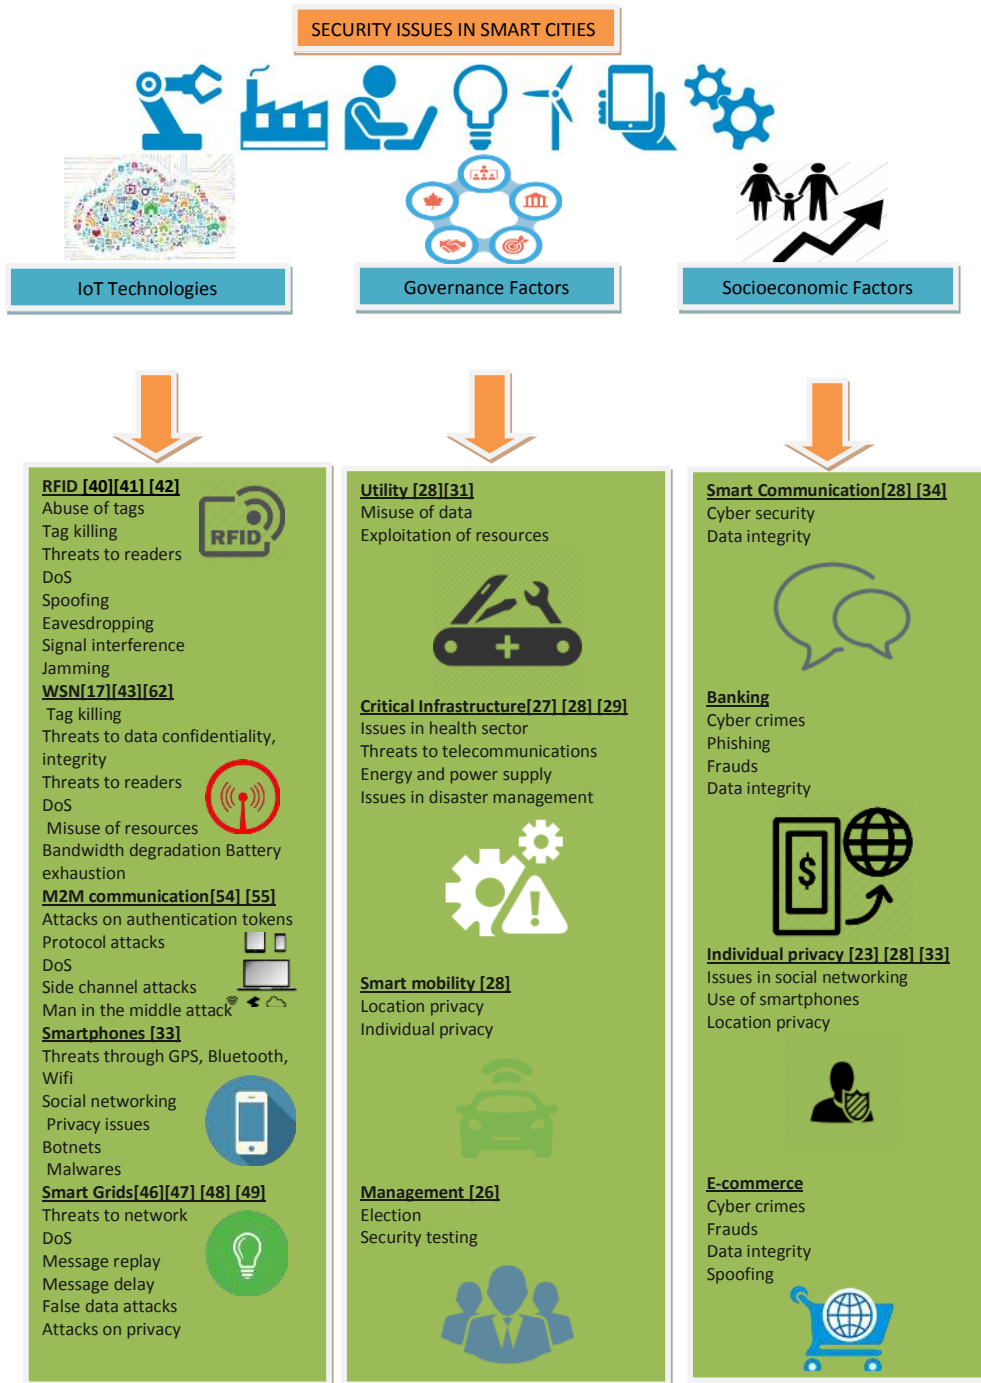 SECURITY ISSUES IN SMART CITIES
IoT Technologies
Governance Factors
Socioeconomic Factors
RFID [40][41] [42]
Abuse of tags
Tag killing
Threats to readers
DoS
Spoofing
Eavesdropping
Signal interference
Jamming
RFID
WSN[17][43][62]
Tag killing
Threats to data confidentiality,
integrity
Threats to readers
DoS
Misuse of resources
Bandwidth degradation Battery
exhaustion
M2M communication[54] [55]
Attacks on authentication tokens
Protocol attacks
DoS
Side channel attacks
Man in the middle attack
Smartphones [33]
Threats through GPS, Bluetooth,
Wifi
Social networking
Privacy issues
Botnets
Malwares
Smart Grids[46][47] [48] [49]
Threats to network
DoS
Message replay
Message delay
False data attacks
Attacks on privacy
Utility [28][31]
Misuse of data
Exploitation of resources
Critical Infrastructure[27] [28] [29]
Issues in health sector
Threats to telecommunications
Energy and power supply
Issues in disaster management
Smart mobility [28]
Location privacy
Individual privacy
Management [26]
Election
Security testing
Smart Communication[28] [34]
Cyber security
Data integrity
Banking
Cyber crimes
Phishing
Frauds
Data integrity
$
Individual privacy [23] [28] [33]
Issues in social networking
Use of smartphones
Location privacy
E-commerce
Cyber crimes
Frauds
Data integrity
Spoofing